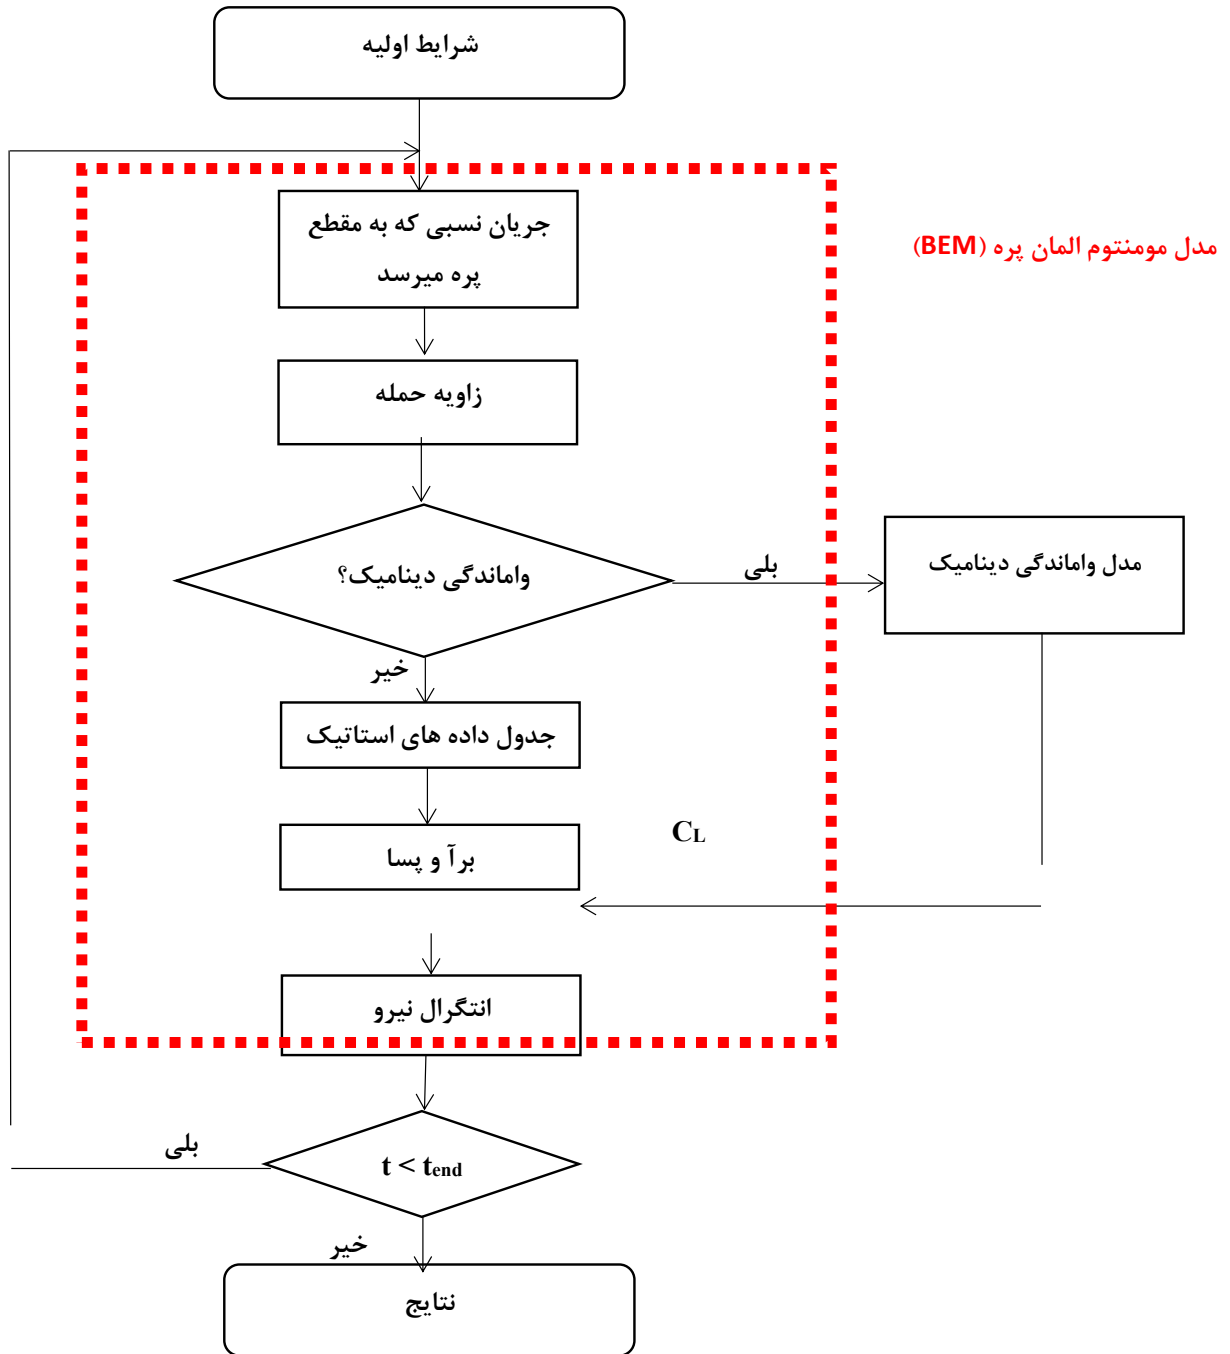 شرایط اولیه
جریان نسبی که به مقطع
پره میرسد
مدل مومنتوم المان پره (BEM)
زاویه حمله
واماندگی دینامیک؟
بلی
مدل واماندگی دینامیک
خیر
جدول داده های استاتیک
برآ و پسا
CL
انتگرال نیرو
t < tend
بلی
خیر
نتایج